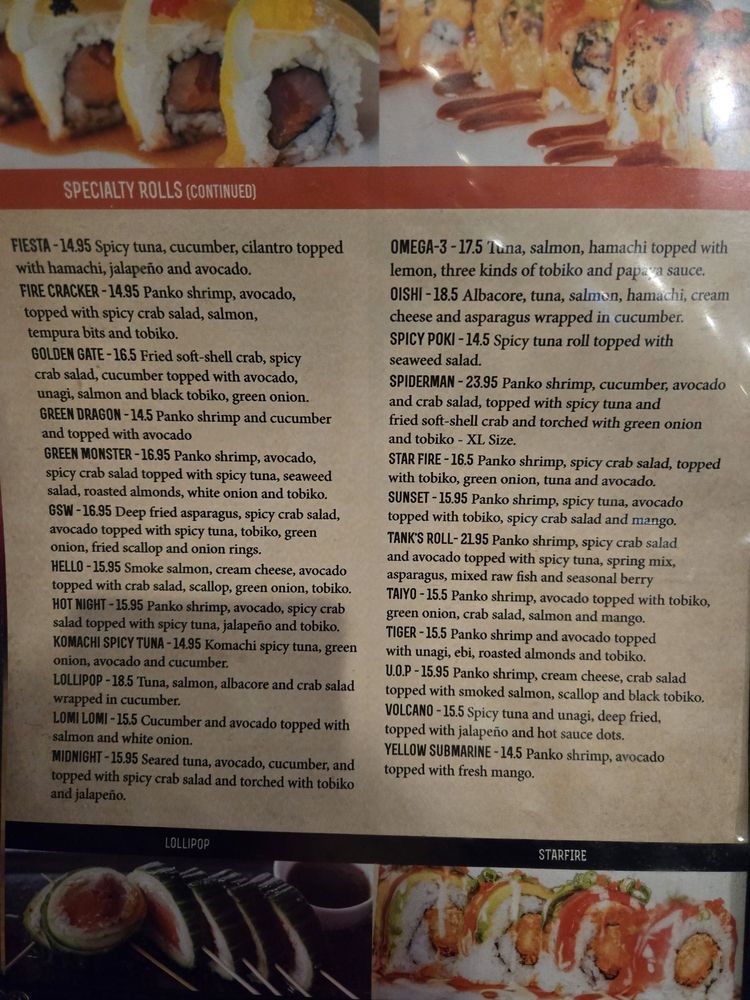 SPECIALTY ROLLS (CONTINUED)
FIESTA - 14.95 Spicy tuna, cucumber, cilantro topped
with hamachi, jalapeño and avocado.
FIRE CRACKER - 14.95 Panko shrimp, avocado,
topped with spicy crab salad, salmon,
tempura bits and tobiko.
GOLDEN GATE - 16.5 Fried soft-shell crab, spicy
crab salad, cucumber topped with avocado,
unagi, salmon and black tobiko, green onion.
GREEN DRAGON - 14.5 Panko shrimp and cucumber
and topped with avocado
GREEN MONSTER - 16.95 Panko shrimp, avocado,
spicy crab salad topped with spicy tuna, seaweed
salad, roasted almonds, white onion and tobiko.
GSW - 16.95 Deep fried asparagus, spicy crab salad,
avocado topped with spicy tuna, tobiko, green
onion, fried scallop and onion rings.
HELLO - 15.95 Smoke salmon, cream cheese, avocado
topped with crab salad, scallop, green onion, tobiko.
HOT NIGHT - 15.95 Panko shrimp, avocado, spicy crab
salad topped with spicy tuna, jalapeño and tobiko.
KOMACHI SPICY TUNA - 14.95 Komachi spicy tuna, green
onion, avocado and cucumber.
LOLLIPOP - 18.5 Tuna, salmon, albacore and crab salad
wrapped in cucumber.
LOMI LOMI - 15.5 Cucumber and avocado topped with
salmon and white onion.
MIDNIGHT - 15.95 Seared tuna, avocado, cucumber, and
topped with spicy crab salad and torched with tobiko
and jalapeño.
OMEGA-3 - 17.5 Tuna, salmon, hamachi topped with
lemon, three kinds of tobiko and papaya sauce.
OISHI - 18.5 Albacore, tuna, salmon, hamachi, cream
cheese and asparagus wrapped in cucumber.
SPICY POKI - 14.5 Spicy tuna roll topped with
seaweed salad.
SPIDERMAN - 23.95 Panko shrimp, cucumber, avocado
and crab salad, topped with spicy tuna and
fried soft-shell crab and torched with green onion
and tobiko - XL Size.
STAR FIRE - 16.5 Panko shrimp, spicy crab salad, topped
with tobiko, green onion, tuna and avocado.
SUNSET - 15.95 Panko shrimp, spicy tuna, avocado
topped with tobiko, spicy crab salad and mango.
TANK'S ROLL- 21.95 Panko shrimp, spicy crab salad
and avocado topped with spicy tuna, spring mix,
asparagus, mixed raw fish and seasonal berry
TAIYO - 15.5 Panko shrimp, avocado topped with tobiko,
green onion, crab salad, salmon and mango.
TIGER - 15.5 Panko shrimp and avocado topped
with unagi, ebi, roasted almonds and tobiko.
U.O.P - 15.95 Panko shrimp, cream cheese, crab salad
topped with smoked salmon, scallop and black tobiko.
VOLCANO - 15.5 Spicy tuna and unagi, deep fried,
topped with jalapeño and hot sauce dots.
YELLOW SUBMARINE - 14.5 Panko shrimp, avocado
topped with fresh mango.
LOLLIPOP
STARFIRE